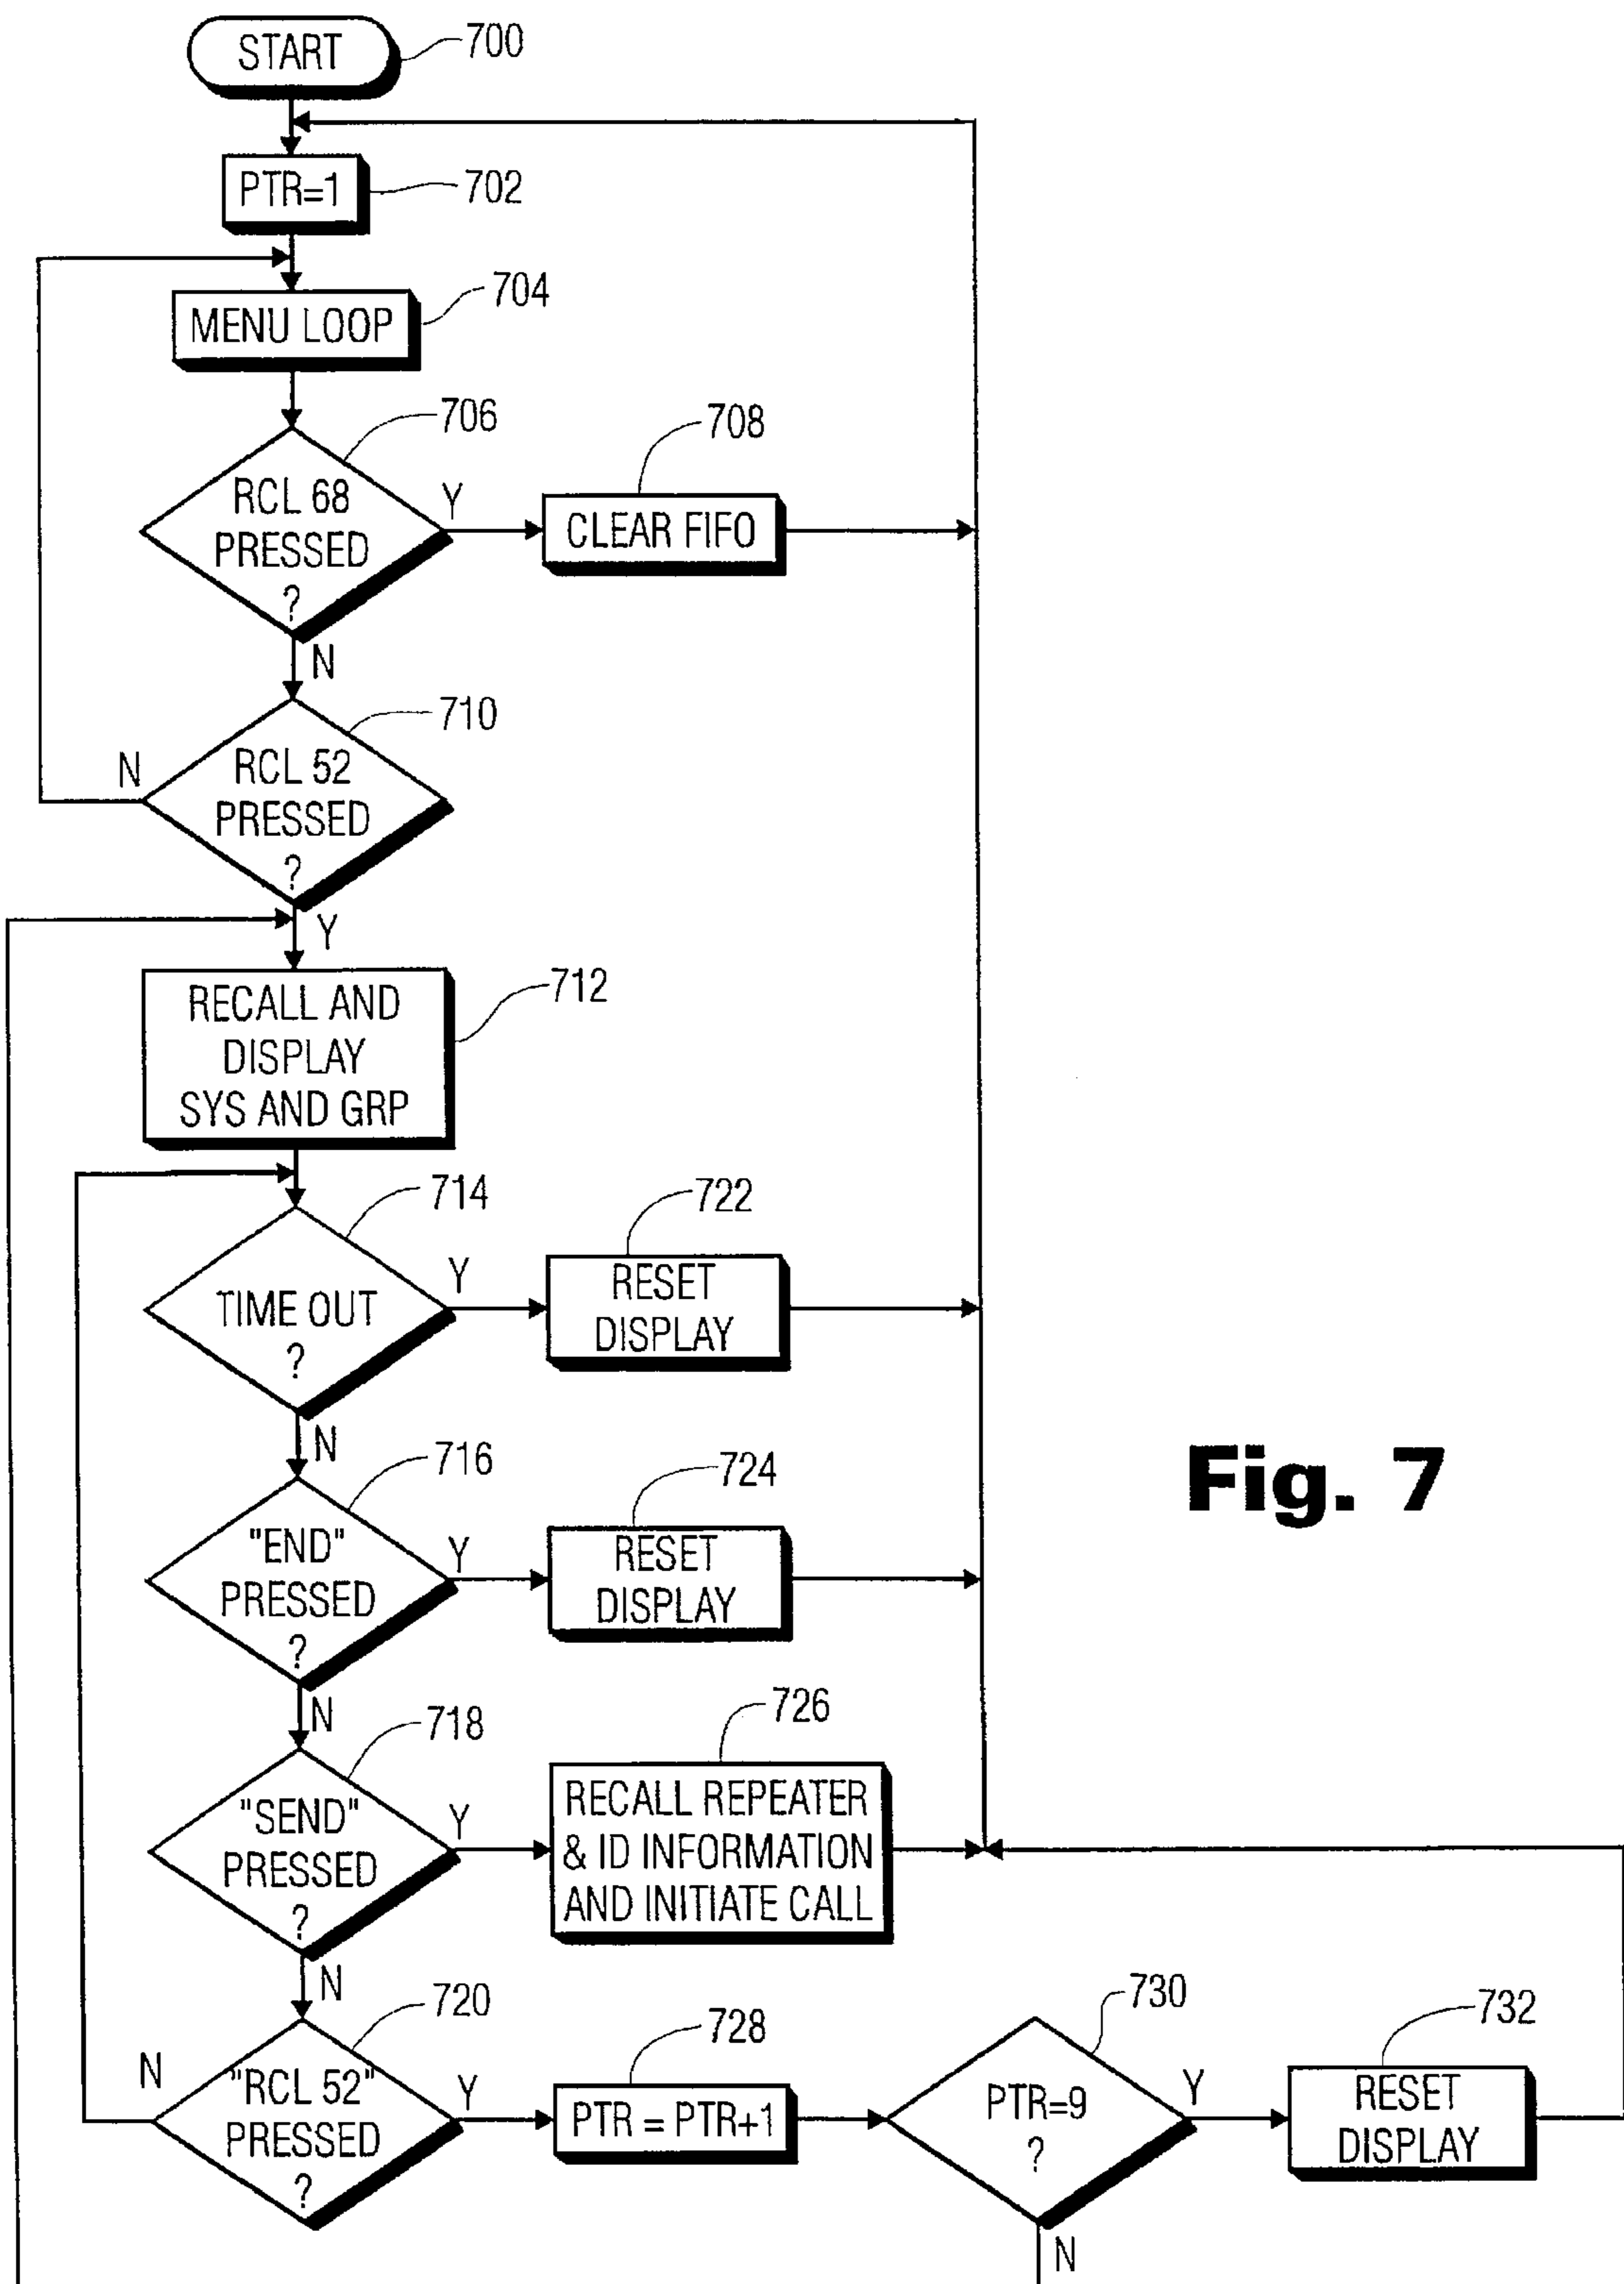 START
700
PTR=1
702
MENU LOOP
704
706
RCL 68
PRESSED
?
Y
708
CLEAR FIFO
N
710
RCL 52
PRESSED
?
N
Y
712
RECALL AND
DISPLAY
SYS AND GRP
714
TIME OUT
?
Y
722
RESET
DISPLAY
N
716
"END"
PRESSED
?
Y
724
RESET
DISPLAY
Fig. 7
N
718
"SEND"
PRESSED
?
Y
726
RECALL REPEATER
& ID INFORMATION
AND INITIATE CALL
N
720
"RCL 52"
PRESSED
?
N
Y
728
PTR = PTR+1
730
PTR=9
?
Y
732
RESET
DISPLAY
N